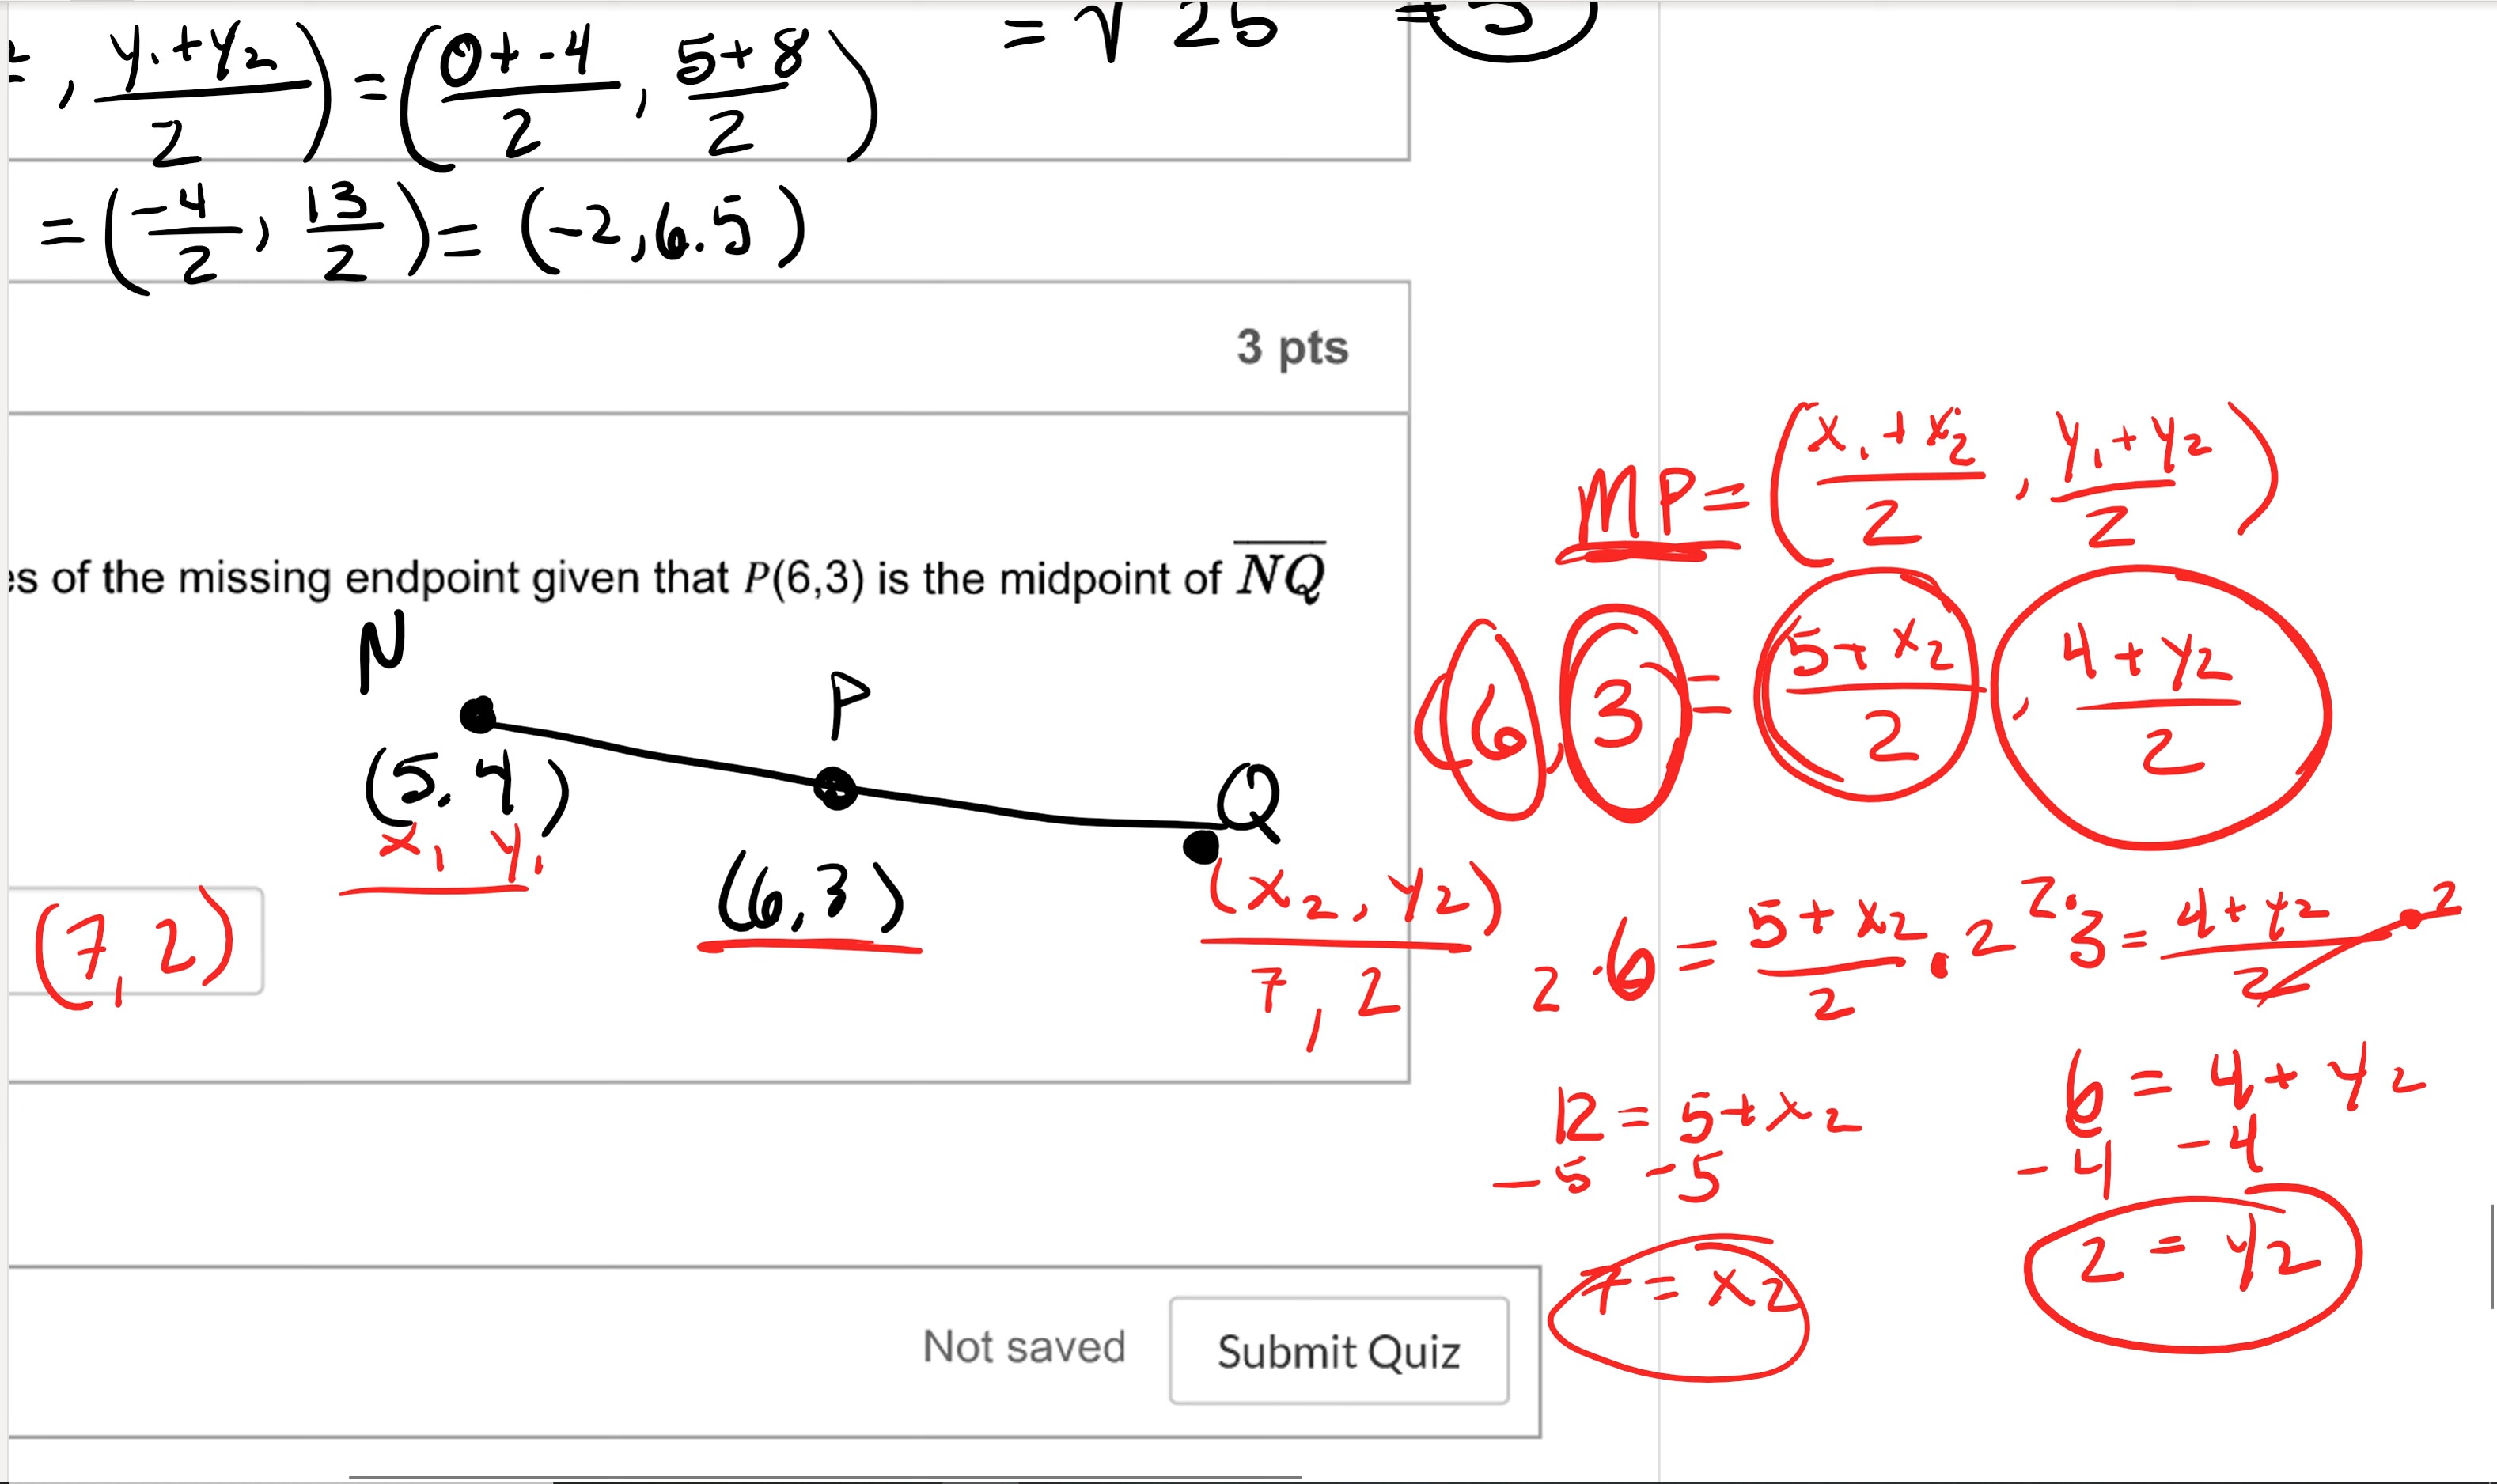 , y₁+y₂/2) = (0+-4/2, 5+8/2) = √25 = 5
= (-4/2, 13/2) = (-2, 6.5)
3 pts
MP = (x₁+x₂/2, y₁+y₂/2)
es of the missing endpoint given that P(6,3) is the midpoint of NQ
N
P
Q
(6, 3) = 5+x₂/2, 4+y₂/2
(5, 4)
x₁ y₁
(6,3)
(x₂, y₂)
7, 2
(7, 2)
2·6 = 5+x₂/2 · 2
12 = 5+x₂
-5 -5
7 = x₂
2·3 = 4+y₂/2 · 2
6 = 4+y₂
-4 -4
2 = y₂
Not saved
Submit Quiz